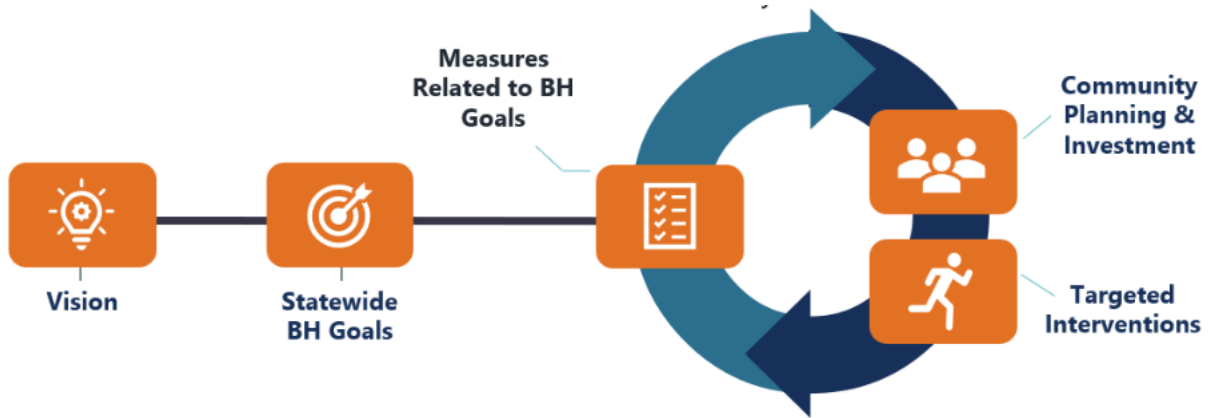 Measures
Related to BH
Goals
Community
Planning &
Investment
Vision
Statewide
BH Goals
Targeted
Interventions